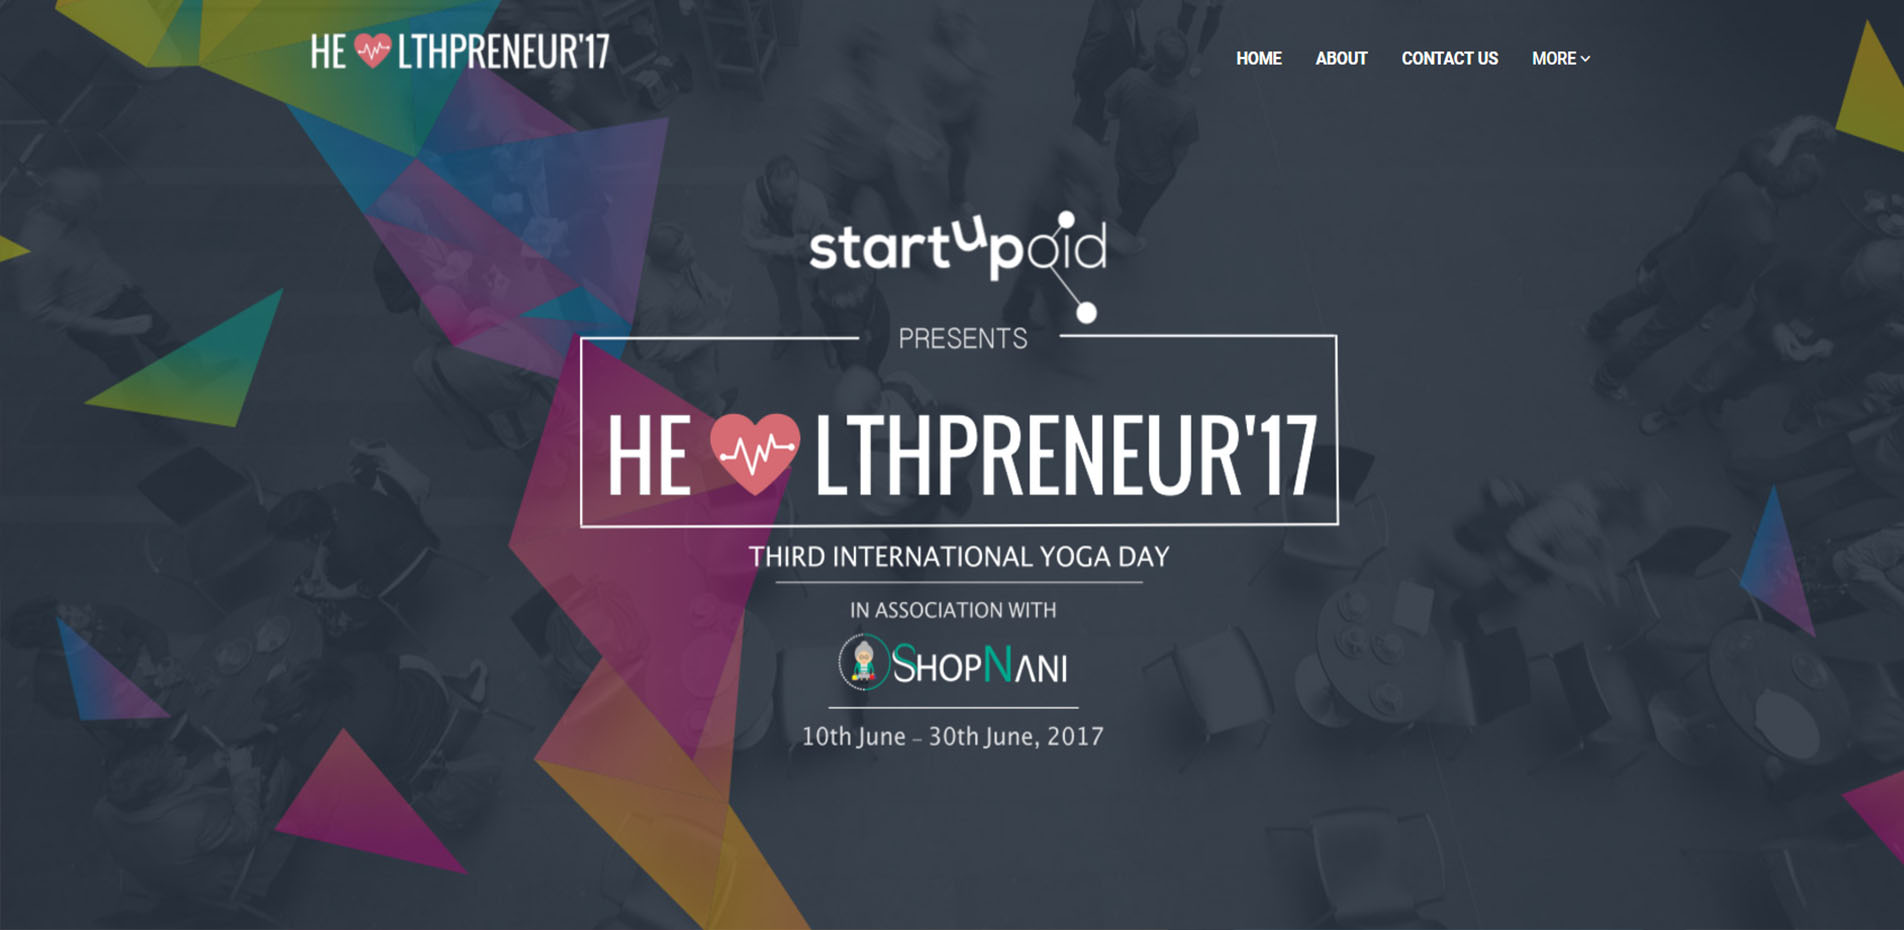 HE LTHPRENEUR'17
HOME ABOUT CONTACT US MORE
startupoid
PRESENTS
HE LTHPRENEUR'17
THIRD INTERNATIONAL YOGA DAY
IN ASSOCIATION WITH
SHOPNANI
10th June – 30th June, 2017